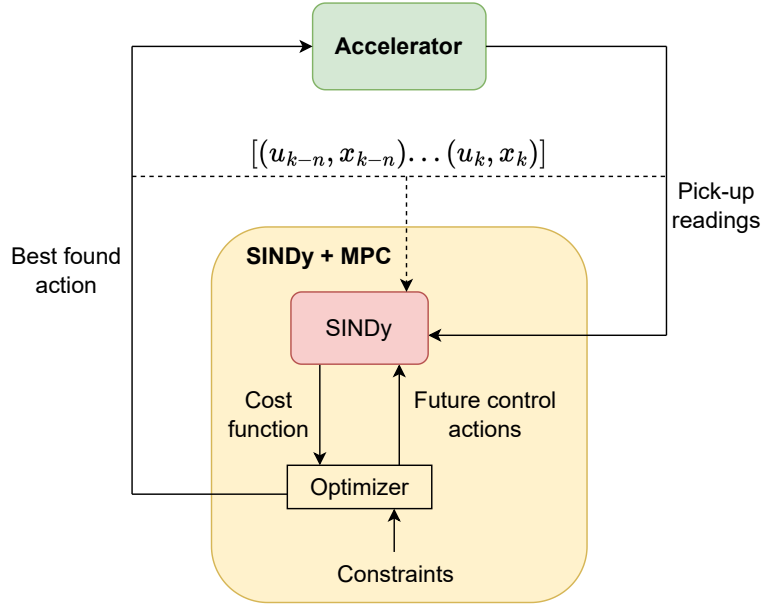 Accelerator
[(u_{k-n}, x_{k-n})... (u_k, x_k)]
Pick-up
readings
Best found
action
SINDy + MPC
SINDy
Cost
function
Future control
actions
Optimizer
Constraints